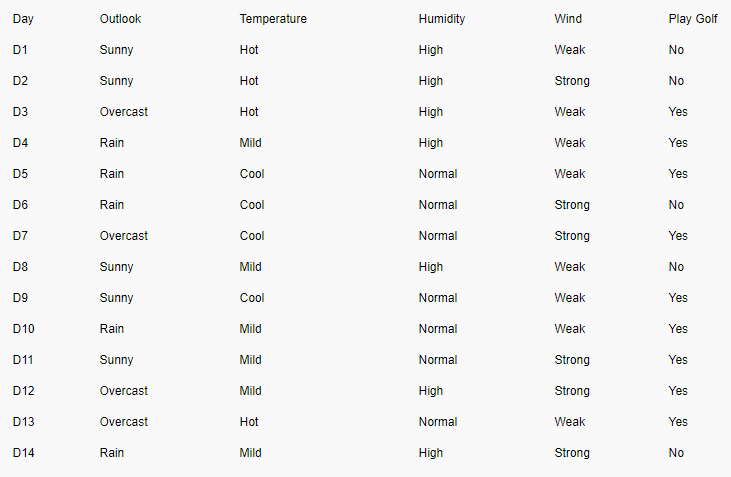 Day Outlook Temperature Humidity Wind Play Golf
D1 Sunny Hot High Weak No
D2 Sunny Hot High Strong No
D3 Overcast Hot High Weak Yes
D4 Rain Mild High Weak Yes
D5 Rain Cool Normal Weak Yes
D6 Rain Cool Normal Strong No
D7 Overcast Cool Normal Strong Yes
D8 Sunny Mild High Weak No
D9 Sunny Cool Normal Weak Yes
D10 Rain Mild Normal Weak Yes
D11 Sunny Mild Normal Strong Yes
D12 Overcast Mild High Strong Yes
D13 Overcast Hot Normal Weak Yes
D14 Rain Mild High Strong No